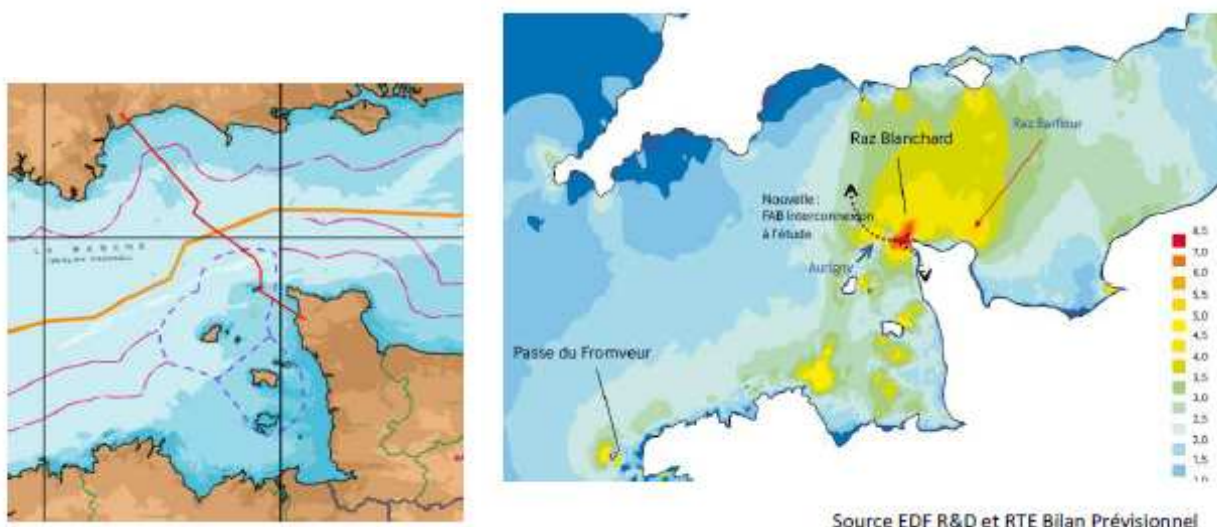 LA MANCHE
Raz Blanchard
Raz Barfleur
Nouvelle :
FAB Interconnexion
à l'étude
Aurigny
Passe du Fromveur
8,5
7,0
6,0
5,5
5,0
4,5
4,0
3,5
3,0
2,5
2,0
1,5
1,0
Source EDF R&D et RTE Bilan Prévisionnel